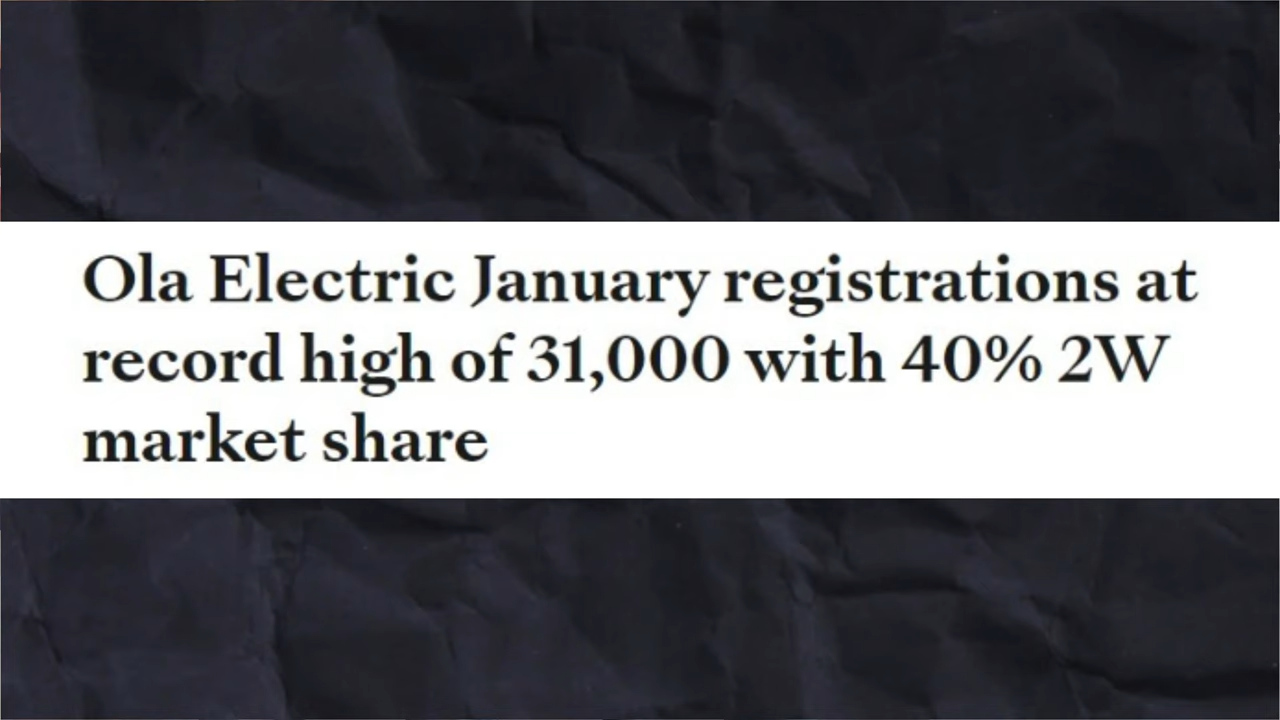 Ola Electric January registrations at
record high of 31,000 with 40% 2W
market share